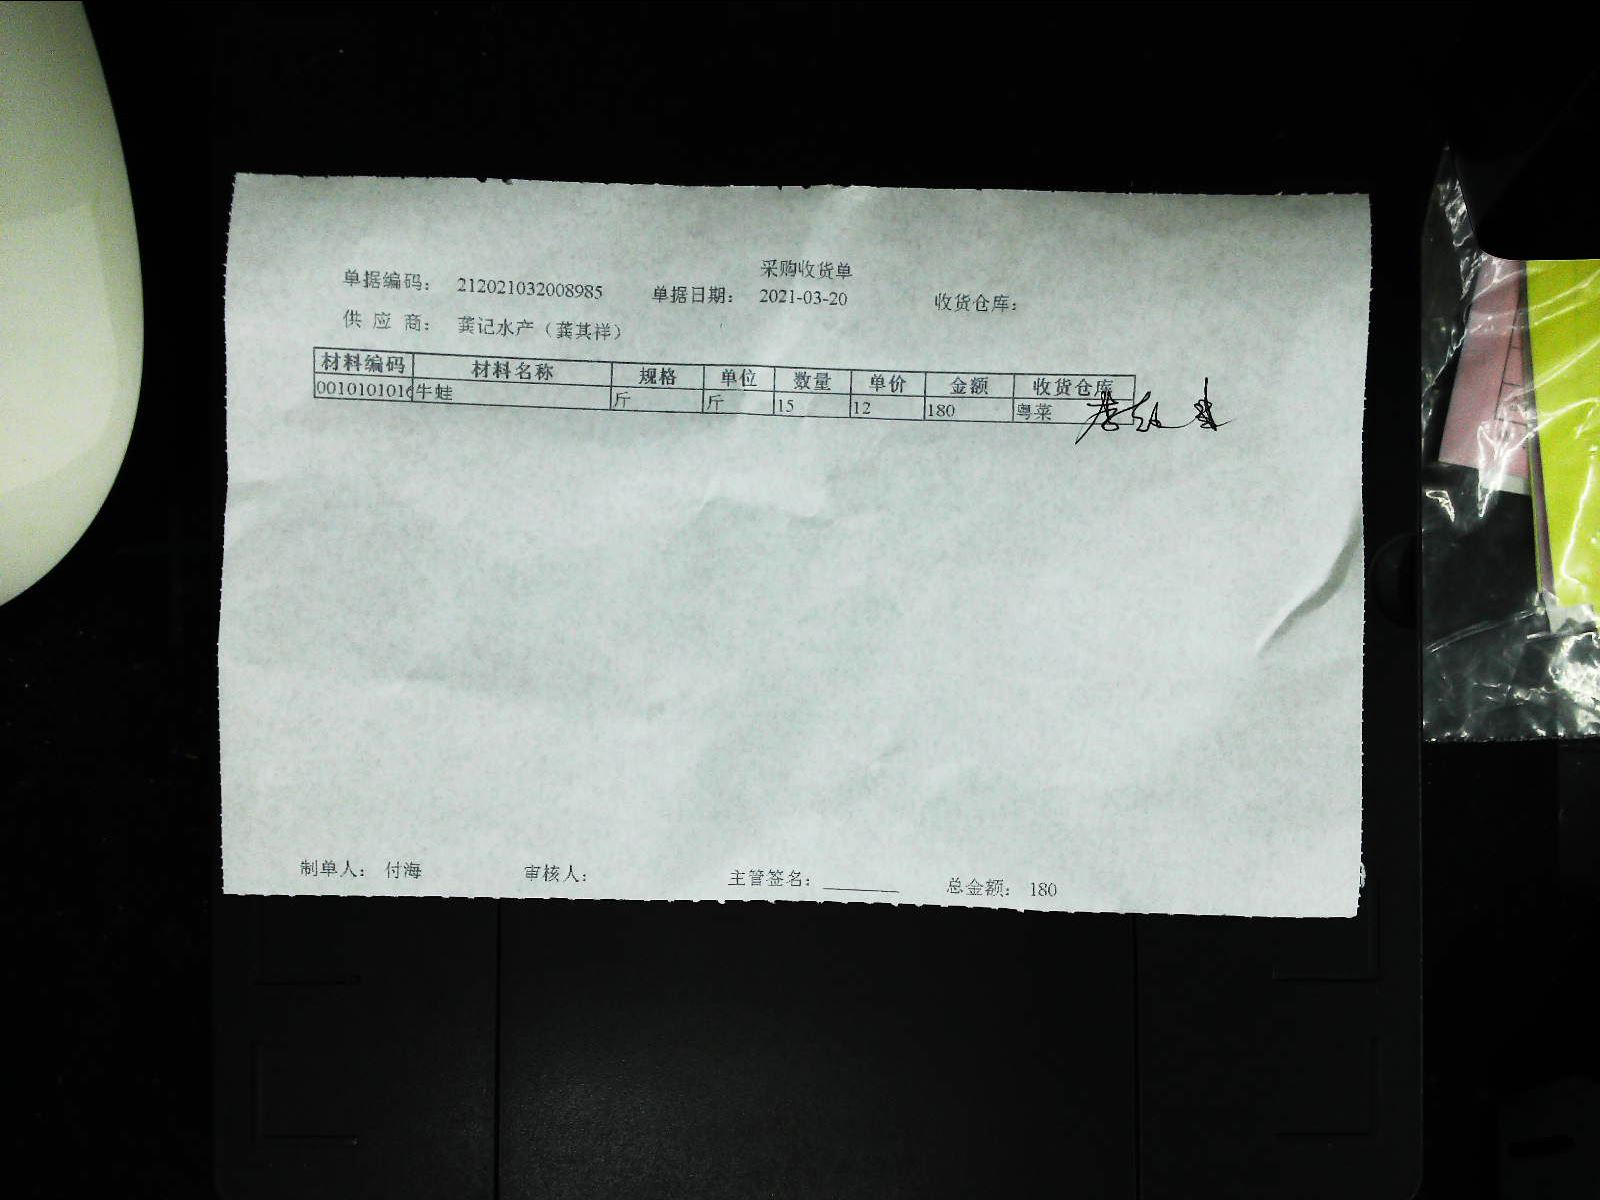 采购收货单
单据编码: 212021032008985 单据日期: 2021-03-20 收货仓库:
供 应 商: 龚记水产（龚其祥）
材料编码 材料名称 规格 单位 数量 单价 金额 收货仓库
0010101016 牛蛙 斤 斤 15 12 180 粤菜
制单人: 付海 审核人: 主管签名: ________ 总金额: 180